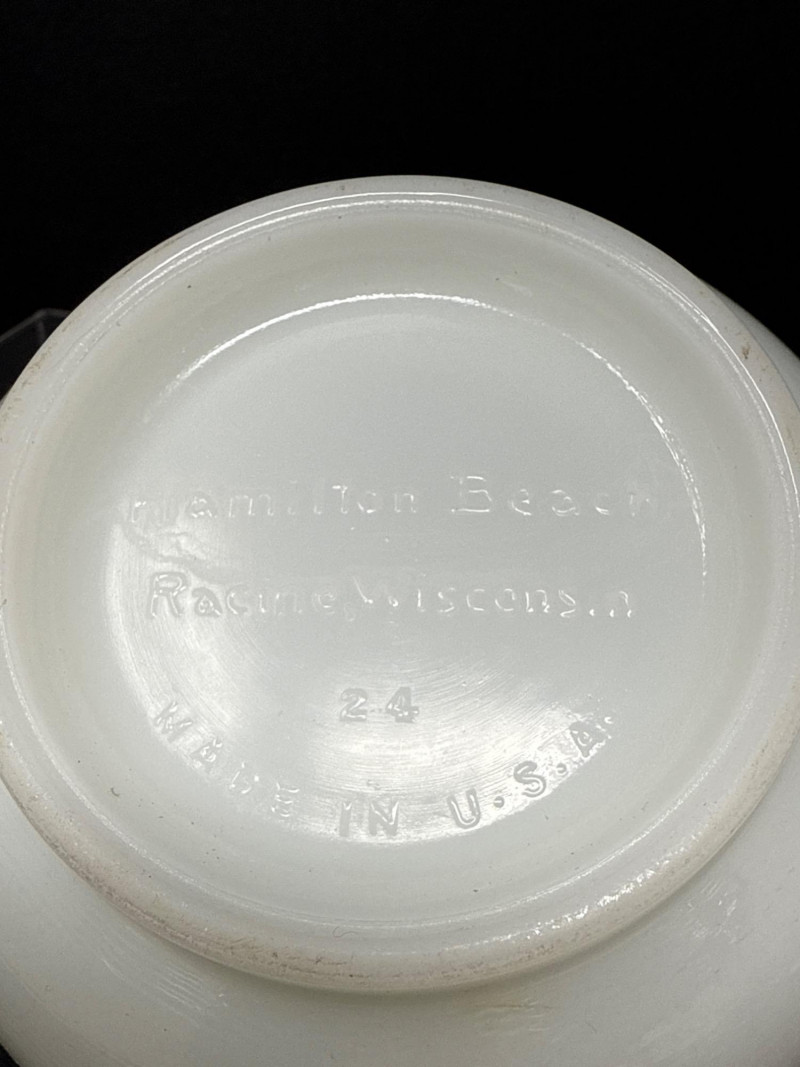 Hamilton Beach
Racine, Wisconsin
24
MADE IN U.S.A.